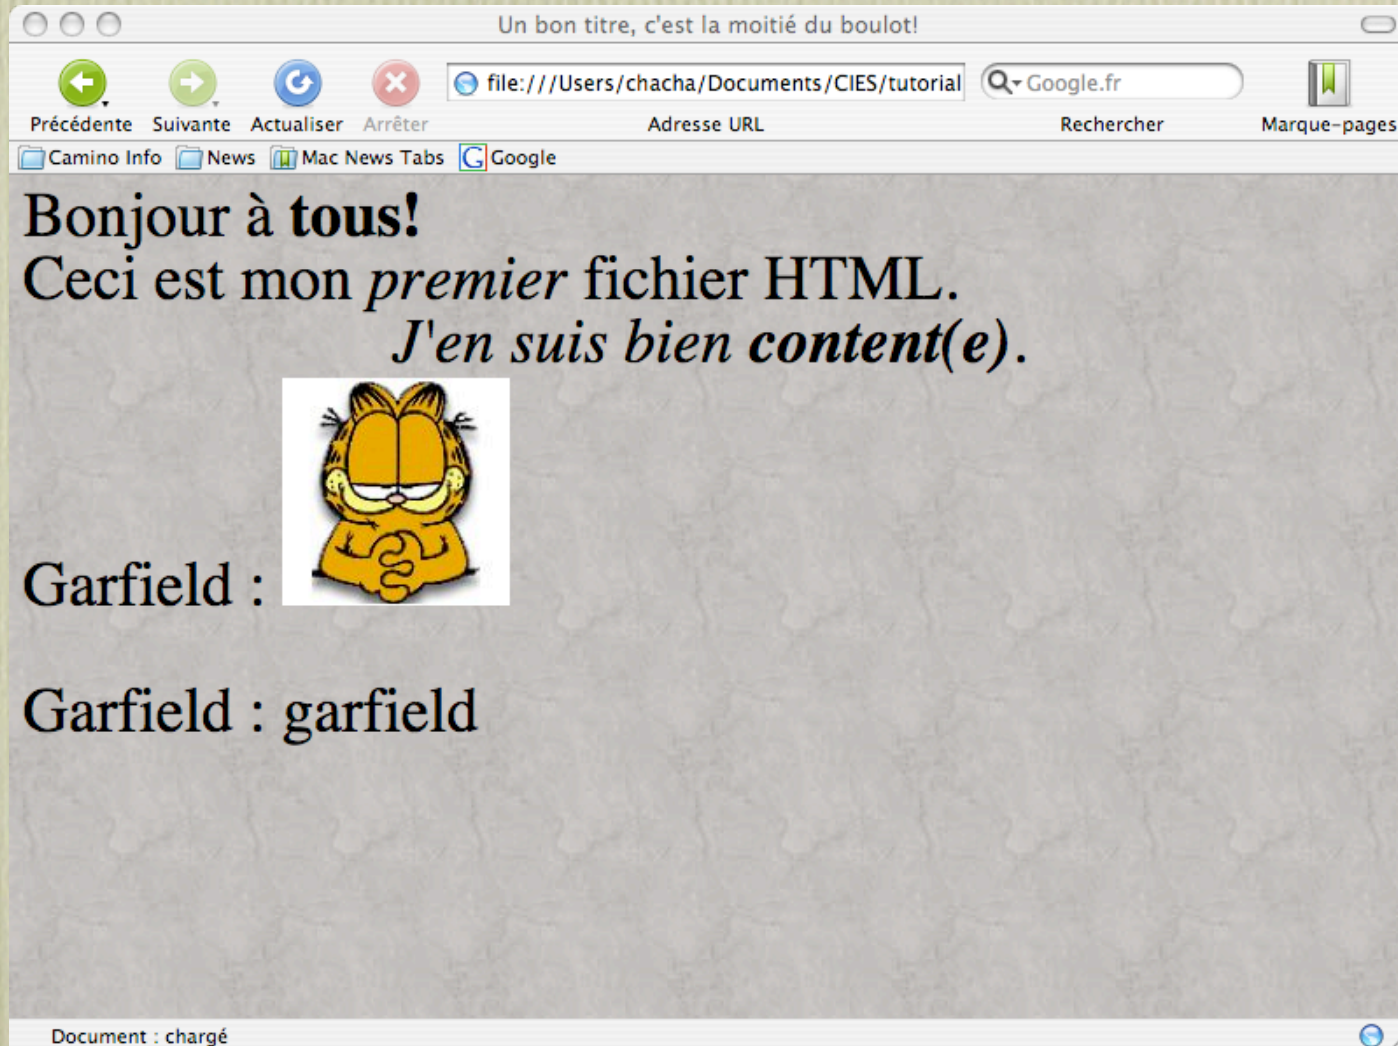 Un bon titre, c'est la moitié du boulot!
file:///Users/chacha/Documents/CIES/tutorial
Google.fr
Précédente Suivante Actualiser Arrêter Adresse URL Rechercher Marque-pages
Camino Info News Mac News Tabs Google
Bonjour à tous!
Ceci est mon premier fichier HTML.
J'en suis bien content(e).
Garfield :
Garfield : garfield
Document : chargé